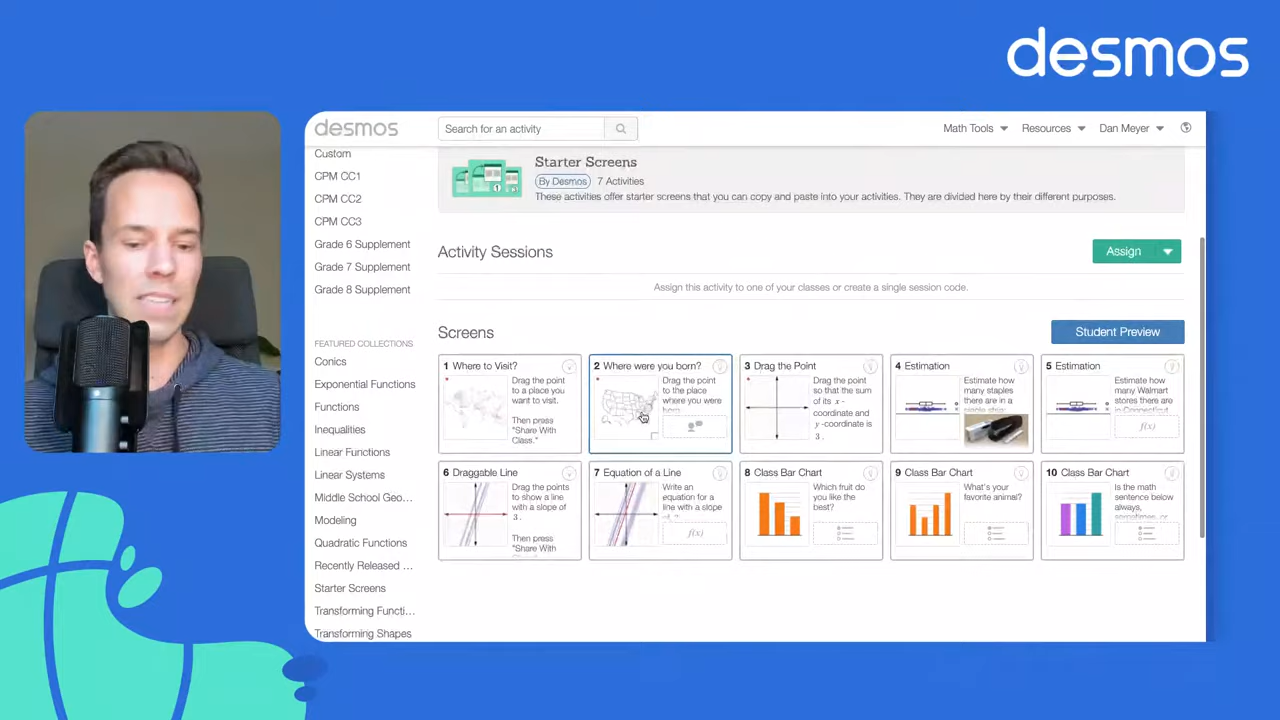 desmos
desmos
Search for an activity
Math Tools
Resources
Dan Meyer
Custom
CPM CC1
CPM CC2
CPM CC3
Grade 6 Supplement
Grade 7 Supplement
Grade 8 Supplement
FEATURED COLLECTIONS
Conics
Exponential Functions
Functions
Inequalities
Linear Functions
Linear Systems
Middle School Geo...
Modeling
Quadratic Functions
Recently Released ...
Starter Screens
Transforming Functi...
Transforming Shapes
Starter Screens
By Desmos 7 Activities
These activities offer starter screens that you can copy and paste into your activities. They are divided here by their different purposes.
Activity Sessions
Assign
Assign this activity to one of your classes or create a single session code.
Screens
Student Preview
1 Where to Visit?
Drag the point
to a place you
want to visit.
Then press
"Share With
Class."
2 Where were you born?
Drag the point
to the place
where you were
born.
3 Drag the Point
Drag the point
so that the sum
of its x-
coordinate and
y-coordinate is
3.
4 Estimation
Estimate how
many staples
there are in a
single strip
5 Estimation
Estimate how
many Walmart
stores there are
in Connecticut
f(x)
6 Draggable Line
Drag the points
to show a line
with a slope of
3.
Then press
"Share With
7 Equation of a Line
Write an
equation for a
line with a slope
f(x)
8 Class Bar Chart
Which fruit do
you like the
best?
9 Class Bar Chart
What's your
favorite animal?
10 Class Bar Chart
Is the math
sentence below
always,
sometimes, or